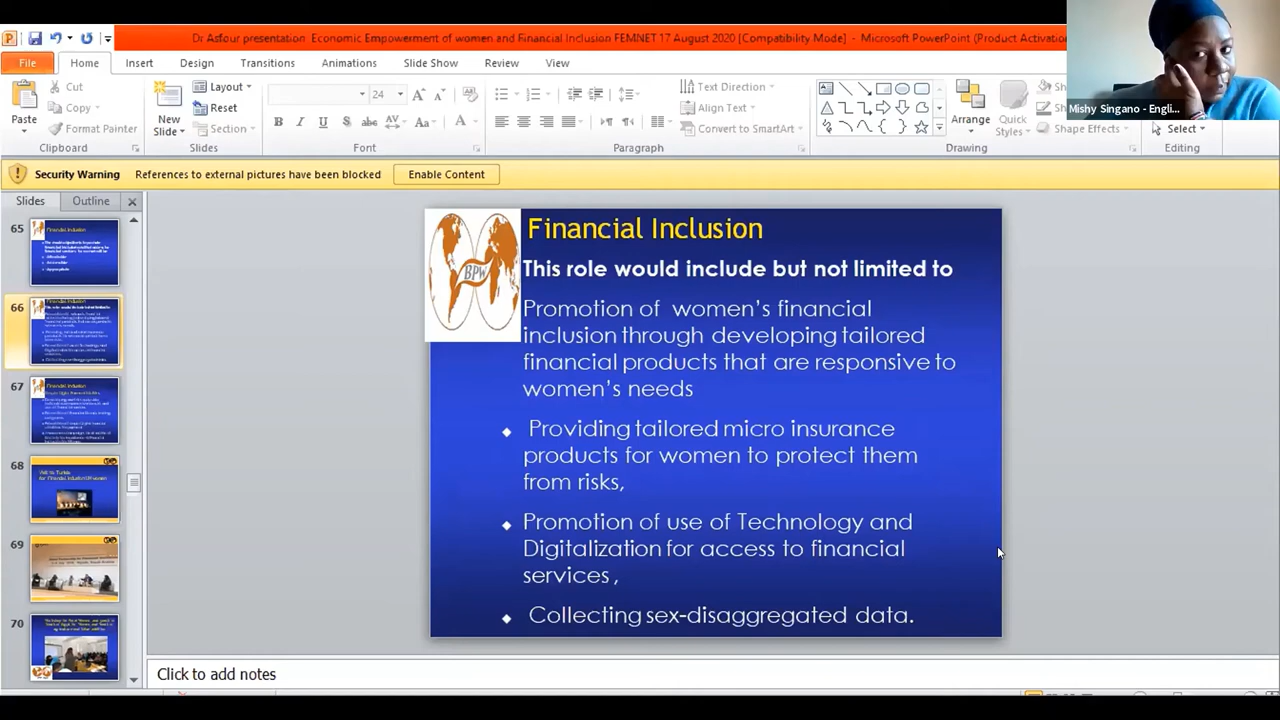 Dr Asfour presentation Economic Empowerment of women and Financial Inclusion FEMNET 17 August 2020 [Compatibility Mode] - Microsoft PowerPoint (Product Activation
File Home Insert Design Transitions Animations Slide Show Review View
Mishy Singano - Engli...
Cut
Copy
Format Painter
Paste
Clipboard
New
Slide
Layout
Reset
Section
Slides
24
Font
Paragraph
Text Direction
Align Text
Convert to SmartArt
Arrange
Quick
Styles
Shape Effects
Drawing
Select
Editing
Security Warning References to external pictures have been blocked Enable Content
Slides Outline
65
Financial Inclusion
66
67
68
69
70
BPW
Financial Inclusion
This role would include but not limited to
Promotion of women's financial
inclusion through developing tailored
financial products that are responsive to
women's needs
Providing tailored micro insurance
products for women to protect them
from risks,
Promotion of use of Technology and
Digitalization for access to financial
services ,
Collecting sex-disaggregated data.
Click to add notes